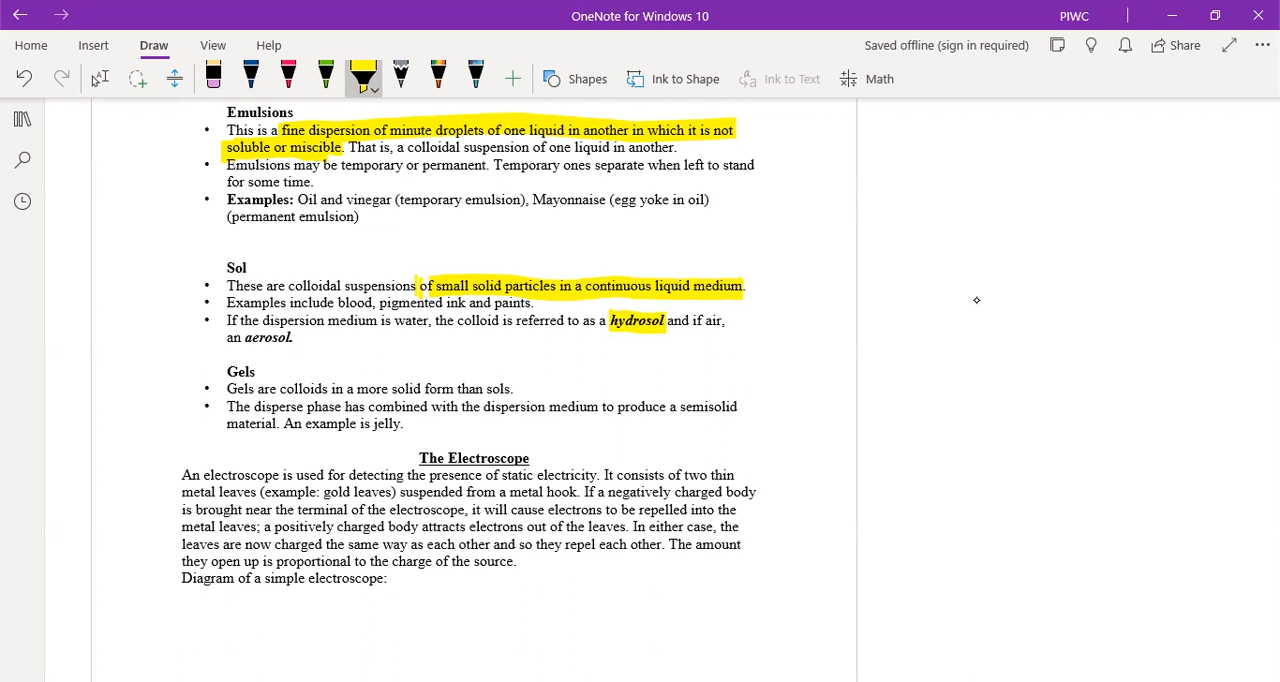 OneNote for Windows 10
PIWC
Home Insert Draw View Help
Saved offline (sign in required)
Share
Shapes
Ink to Shape
Ink to Text
Math
Emulsions
• This is a fine dispersion of minute droplets of one liquid in another in which it is not
soluble or miscible. That is, a colloidal suspension of one liquid in another.
• Emulsions may be temporary or permanent. Temporary ones separate when left to stand
for some time.
• Examples: Oil and vinegar (temporary emulsion), Mayonnaise (egg yoke in oil)
(permanent emulsion)
Sol
• These are colloidal suspensions of small solid particles in a continuous liquid medium.
• Examples include blood, pigmented ink and paints.
• If the dispersion medium is water, the colloid is referred to as a hydrosol and if air,
an aerosol.
Gels
• Gels are colloids in a more solid form than sols.
• The disperse phase has combined with the dispersion medium to produce a semisolid
material. An example is jelly.
The Electroscope
An electroscope is used for detecting the presence of static electricity. It consists of two thin
metal leaves (example: gold leaves) suspended from a metal hook. If a negatively charged body
is brought near the terminal of the electroscope, it will cause electrons to be repelled into the
metal leaves; a positively charged body attracts electrons out of the leaves. In either case, the
leaves are now charged the same way as each other and so they repel each other. The amount
they open up is proportional to the charge of the source.
Diagram of a simple electroscope: